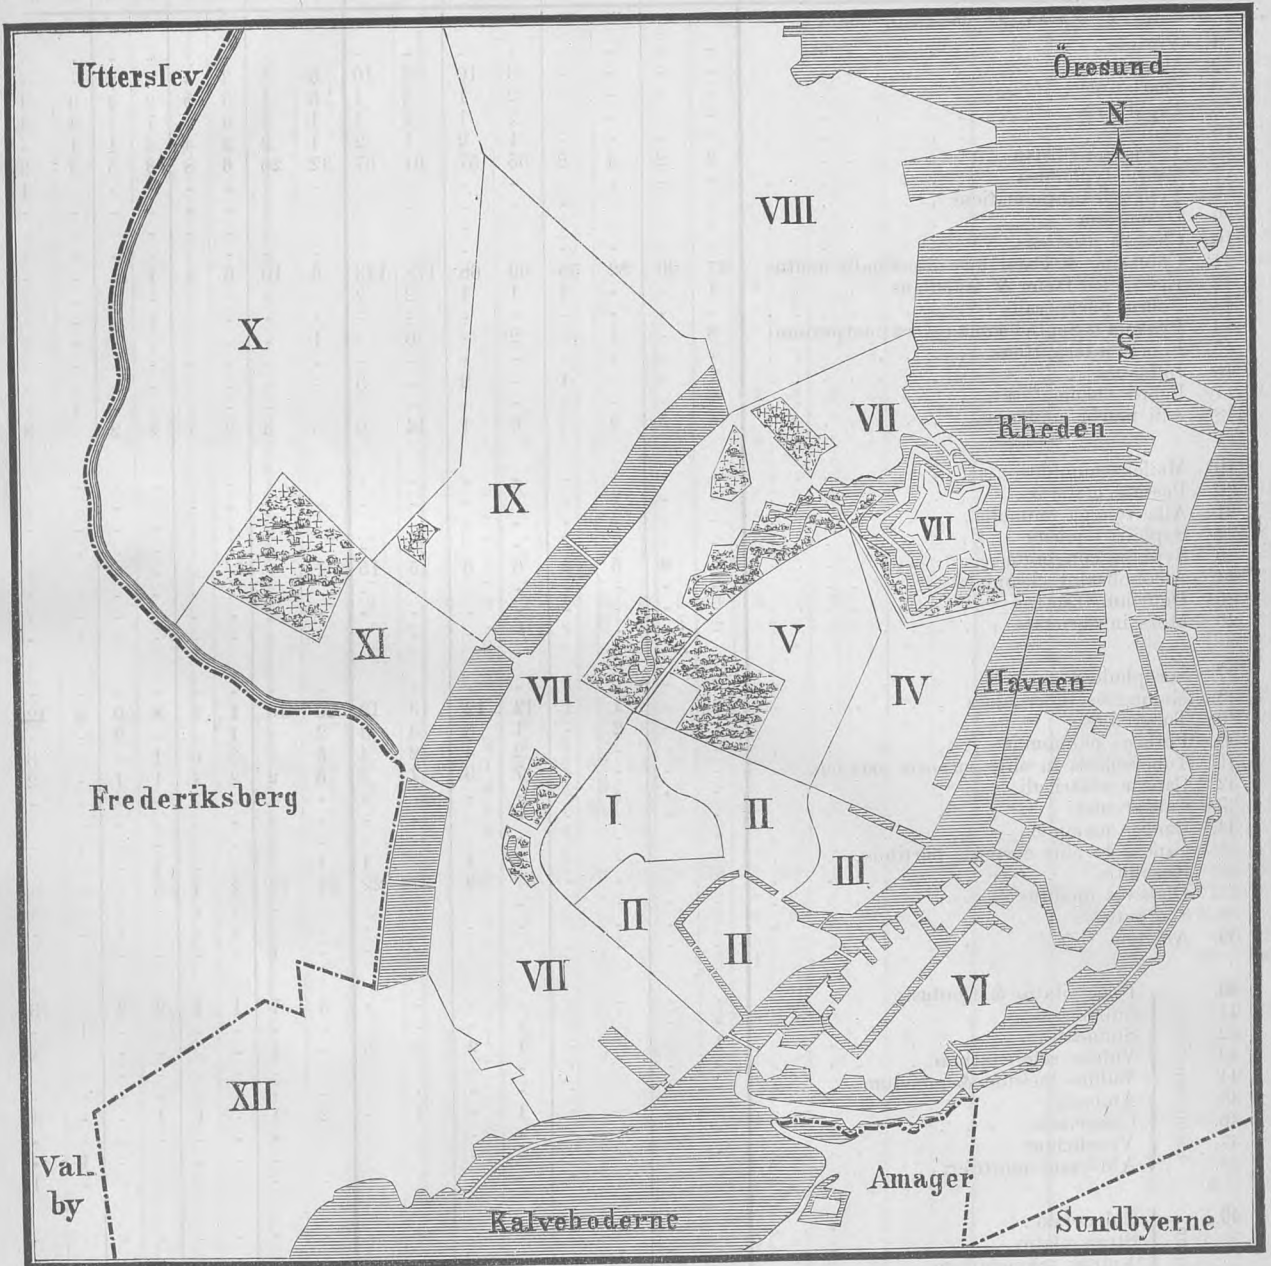 Utterslev
Öresund
N
S
VIII
X
VII
Rheden
IX
VII
V
XI
VII
IV
Havnen
Frederiksberg
I
II
III
II
II
VII
VI
XII
Val-
by
Amager
Kalveboderne
Sundbyerne